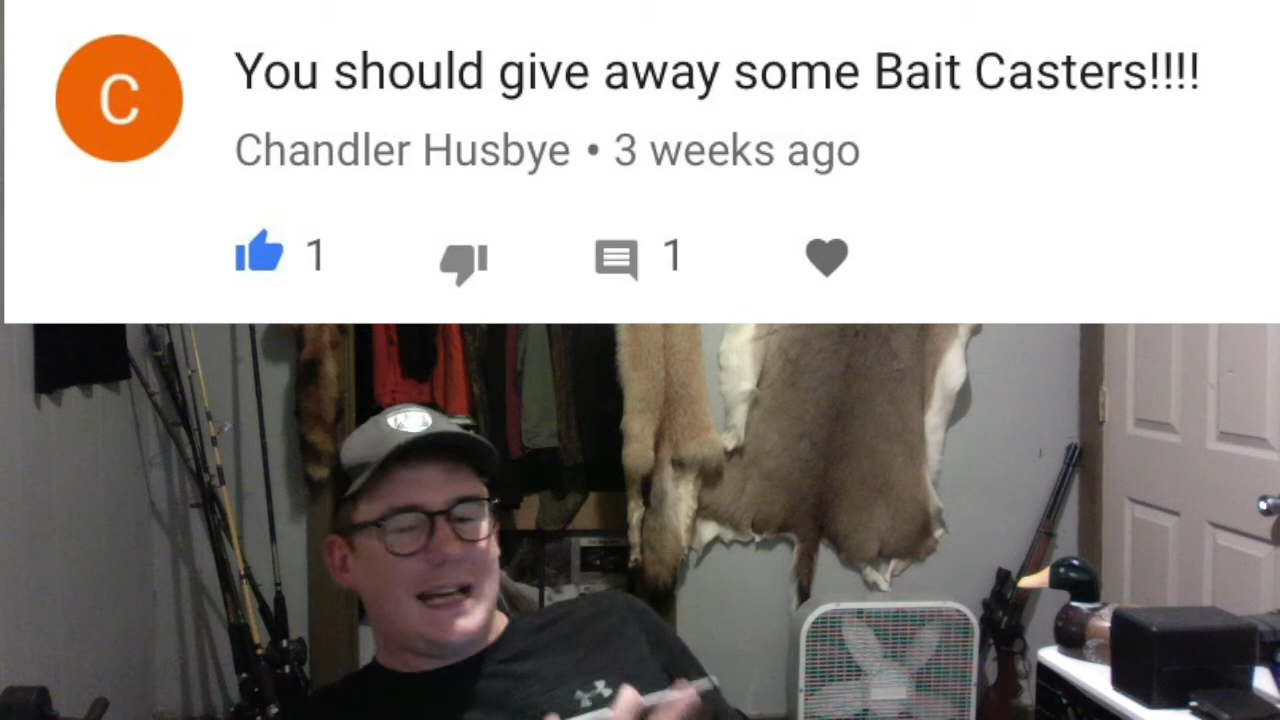 C
You should give away some Bait Casters!!!!
Chandler Husbye • 3 weeks ago
1
1